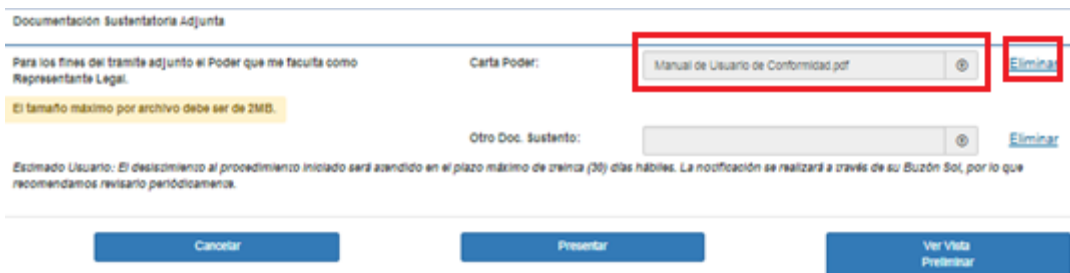 Documentación Sustentatoria Adjunta
Para los fines del trámite adjunto el Poder que me faculta como
Representante Legal.
Carta Poder:
Manual de Usuario de Conformidad.pdf
Eliminar
El tamaño máximo por archivo debe ser de 2MB.
Otro Doc. Sustento:
Eliminar
Estimado Usuario: El desistimiento al procedimiento iniciado será atendido en el plazo máximo de treinta (30) días hábiles. La notificación se realizará a través de su Buzón Sol, por lo que
recomendamos revisarlo periódicamente.
Cancelar
Presentar
Ver Vista
Preliminar